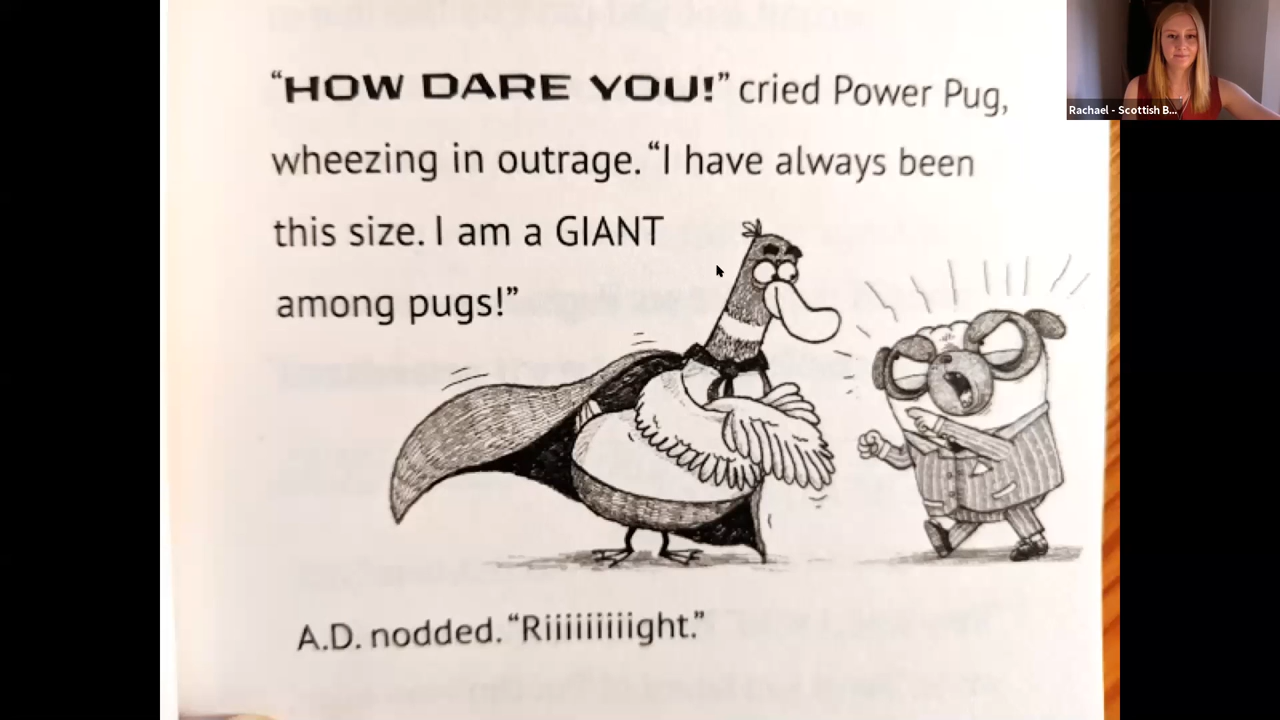 “HOW DARE YOU!” cried Power Pug,
wheezing in outrage. “I have always been
this size. I am a GIANT
among pugs!”
A.D. nodded. “Riiiiiiiiiight.”
Rachael - Scottish B...